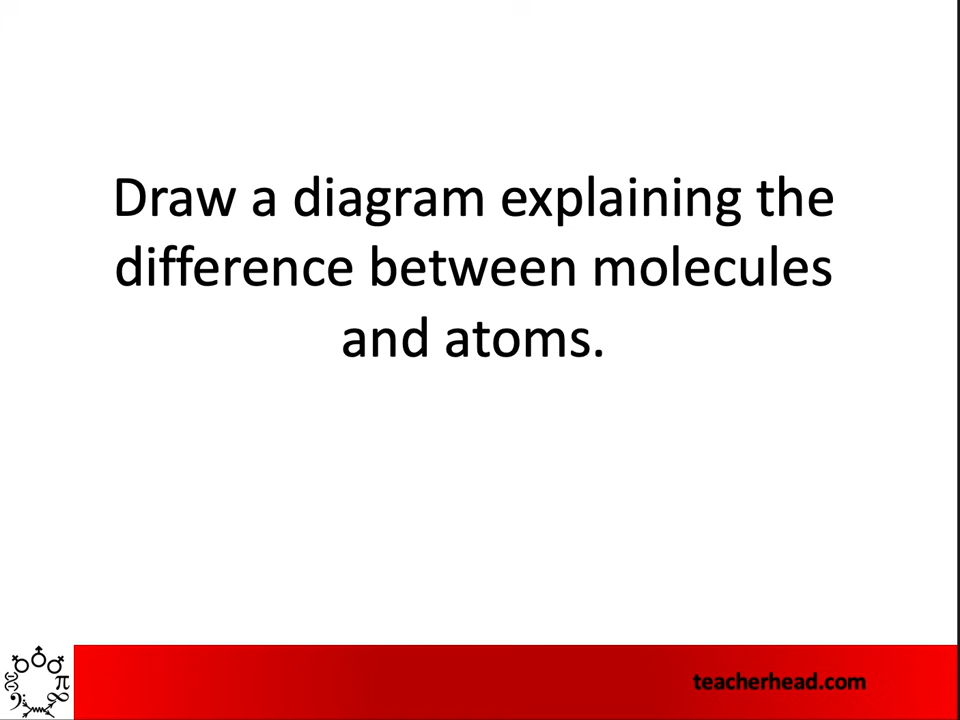 Draw a diagram explaining the
difference between molecules
and atoms.
teacherhead.com